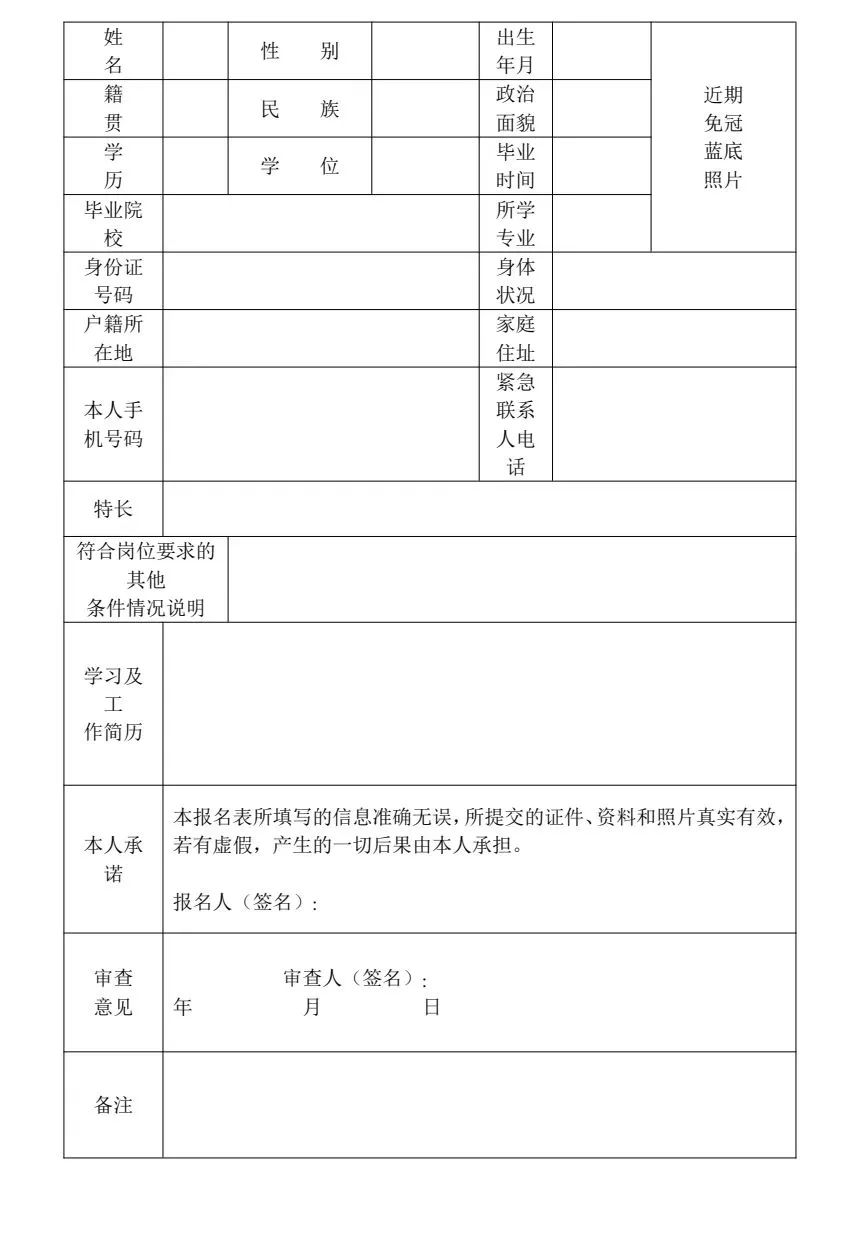 姓
名
性 别
出生
年月
近期
免冠
蓝底
照片
籍
贯
民 族
政治
面貌
学
历
学 位
毕业
时间
毕业院
校
所学
专业
身份证
号码
身体
状况
户籍所
在地
家庭
住址
本人手
机号码
紧急
联系
人电
话
特长
符合岗位要求的
其他
条件情况说明
学习及
工
作简历
本人承
诺
本报名表所填写的信息准确无误,所提交的证件、资料和照片真实有效,
若有虚假，产生的一切后果由本人承担。
报名人（签名）:
审查
意见
审查人（签名）:
年 月 日
备注